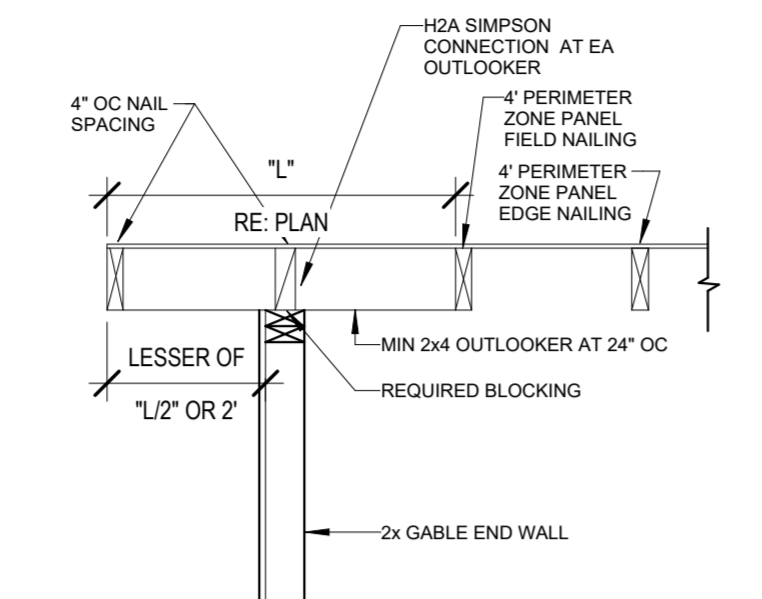 H2A SIMPSON
CONNECTION AT EA
OUTLOOKER
4" OC NAIL
SPACING
4' PERIMETER
ZONE PANEL
FIELD NAILING
"L"
4' PERIMETER
ZONE PANEL
EDGE NAILING
RE: PLAN
MIN 2x4 OUTLOOKER AT 24" OC
LESSER OF
"L/2" OR 2'
REQUIRED BLOCKING
2x GABLE END WALL